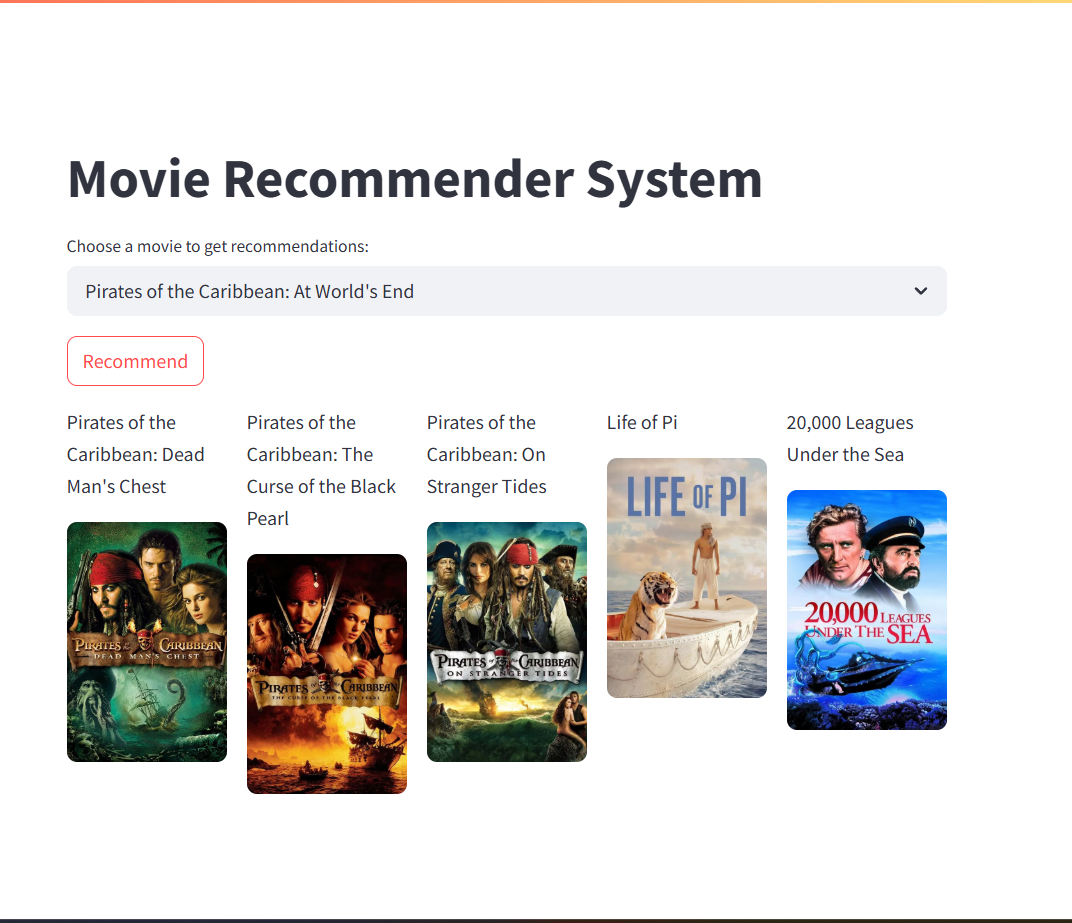 Movie Recommender System
Choose a movie to get recommendations:
Pirates of the Caribbean: At World's End
Recommend
Pirates of the
Caribbean: Dead
Man's Chest
PIRATES OF THE CARIBBEAN
DEAD MAN'S CHEST
Pirates of the
Caribbean: The
Curse of the Black
Pearl
PIRATES OF THE CARIBBEAN
THE CURSE OF THE BLACK PEARL
Pirates of the
Caribbean: On
Stranger Tides
PIRATES OF THE CARIBBEAN
ON STRANGER TIDES
Life of Pi
LIFE OF PI
20,000 Leagues
Under the Sea
20,000 LEAGUES
UNDER THE SEA